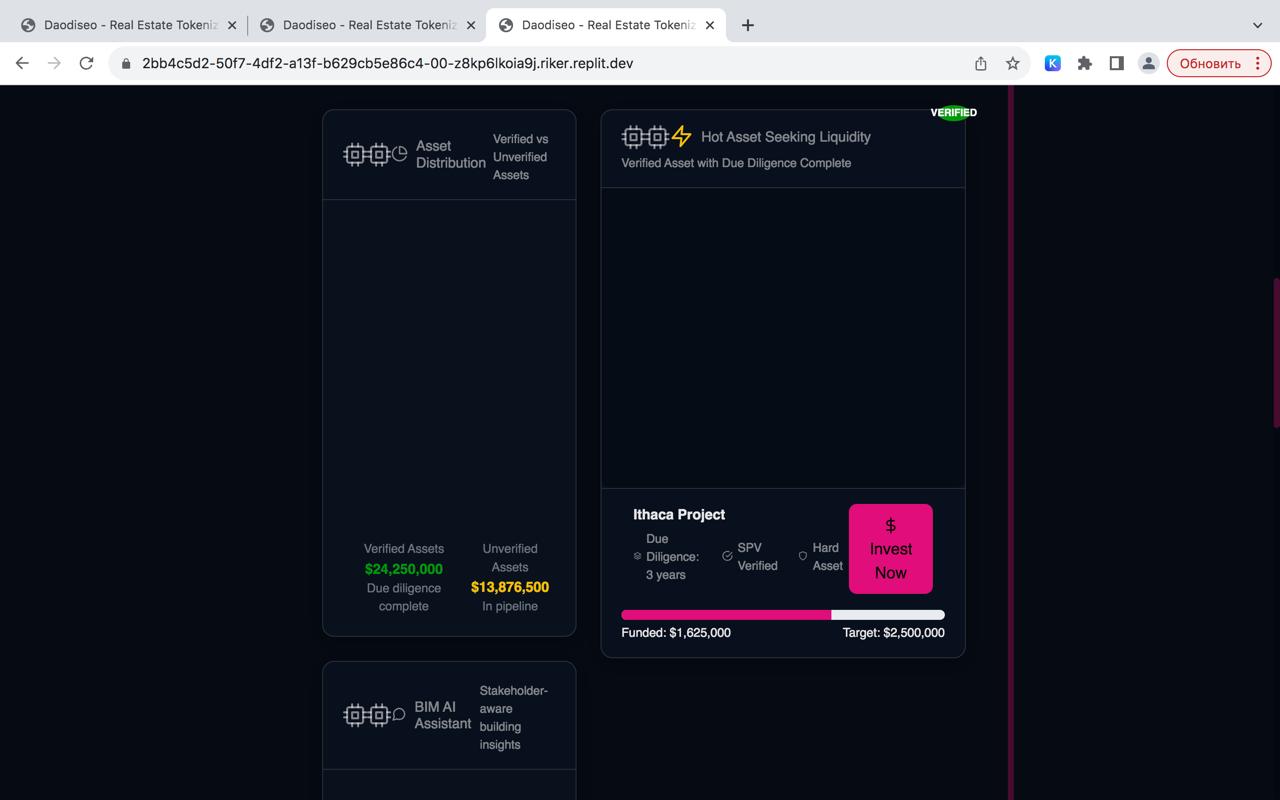 Daodiseo - Real Estate Tokeniz
Daodiseo - Real Estate Tokeniz
Daodiseo - Real Estate Tokeniz
2bb4c5d2-50f7-4df2-a13f-b629cb5e86c4-00-z8kp6lkoia9j.riker.replit.dev
K
Обновить
Asset
Distribution
Verified vs
Unverified
Assets
Verified Assets
$24,250,000
Due diligence
complete
Unverified
Assets
$13,876,500
In pipeline
VERIFIED
Hot Asset Seeking Liquidity
Verified Asset with Due Diligence Complete
Ithaca Project
Due
Diligence:
3 years
SPV
Verified
Hard
Asset
$
Invest
Now
Funded: $1,625,000
Target: $2,500,000
BIM AI
Assistant
Stakeholder-
aware
building
insights